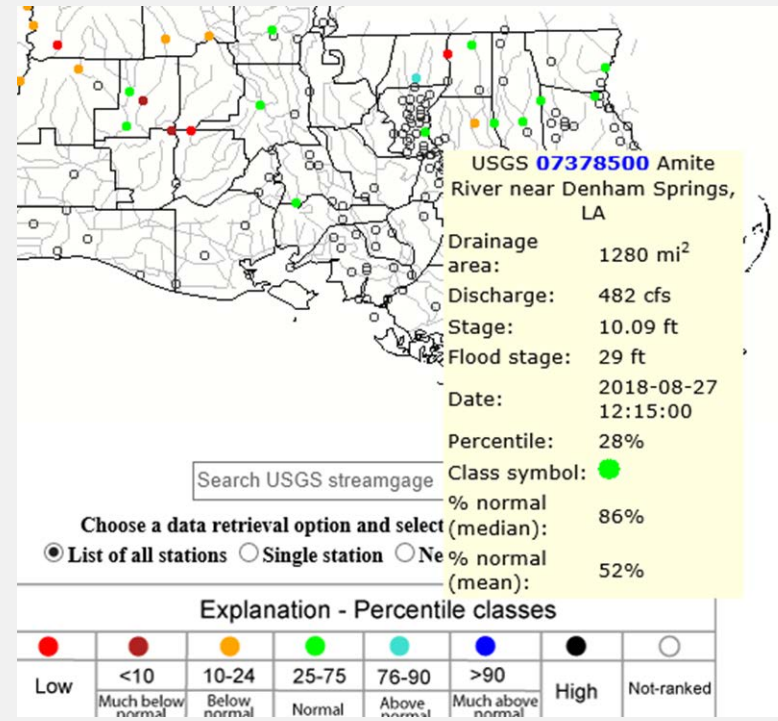 USGS 07378500 Amite
River near Denham Springs,
LA
Drainage
area: 1280 mi²
Discharge: 482 cfs
Stage: 10.09 ft
Flood stage: 29 ft
Date: 2018-08-27
12:15:00
Percentile: 28%
Class symbol:
% normal
(median): 86%
% normal
(mean): 52%
Search USGS streamgage
Choose a data retrieval option and select
List of all stations Single station Ne
Explanation - Percentile classes
Low <10 10-24 25-75 76-90 >90 High Not-ranked
Much below normal Below normal Normal Above normal Much above normal